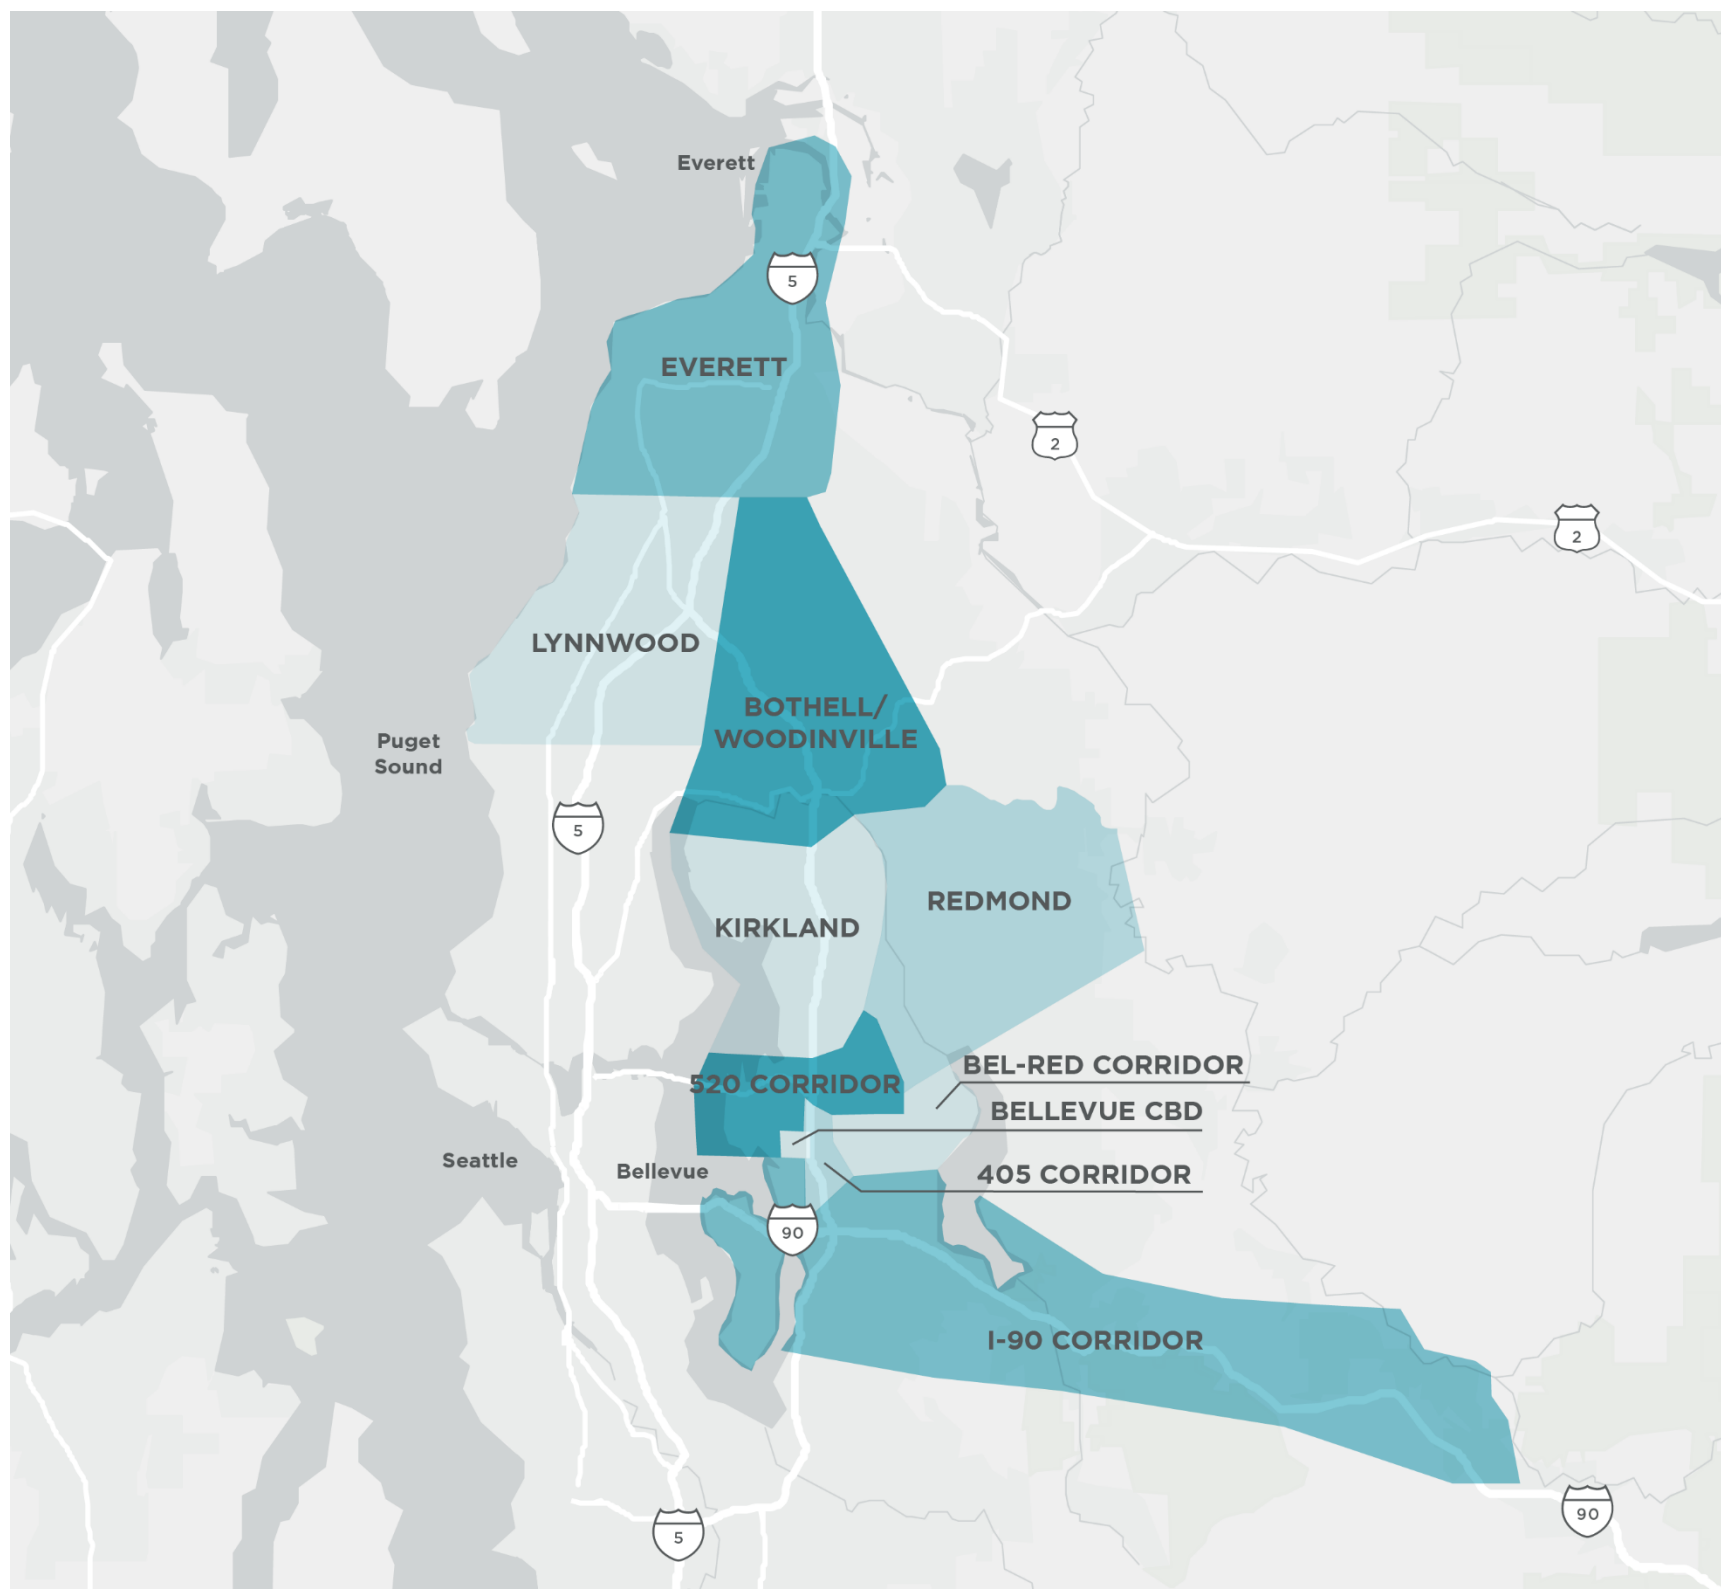 Everett
5
EVERETT
2
2
LYNNWOOD
BOTHELL/
WOODINVILLE
Puget
Sound
5
REDMOND
KIRKLAND
BEL-RED CORRIDOR
520 CORRIDOR
BELLEVUE CBD
Seattle
Bellevue
405 CORRIDOR
90
I-90 CORRIDOR
90
5